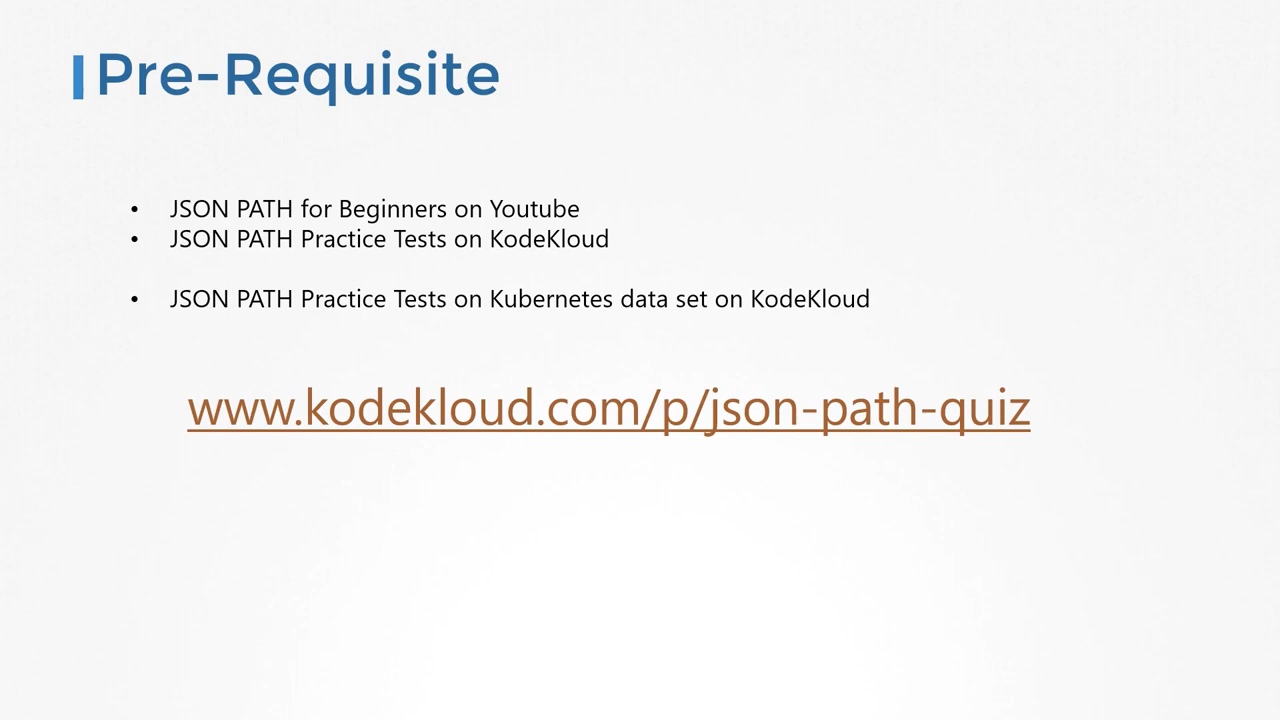 Pre-Requisite
• JSON PATH for Beginners on Youtube
• JSON PATH Practice Tests on KodeKloud
• JSON PATH Practice Tests on Kubernetes data set on KodeKloud
www.kodekloud.com/p/json-path-quiz